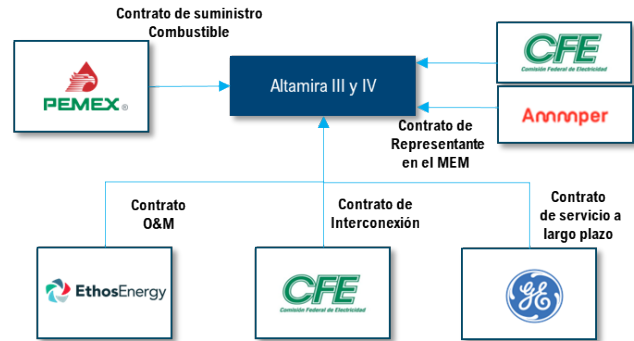 Contrato de suministro
Combustible
PEMEX®
Altamira III y IV
CFE
Comisión Federal de Electricidad
Ammper
Contrato de
Representante
en el MEM
Contrato
O&M
Contrato de
Interconexión
Contrato
de servicio a
largo plazo
EthosEnergy
CFE
Comisión Federal de Electricidad
GE